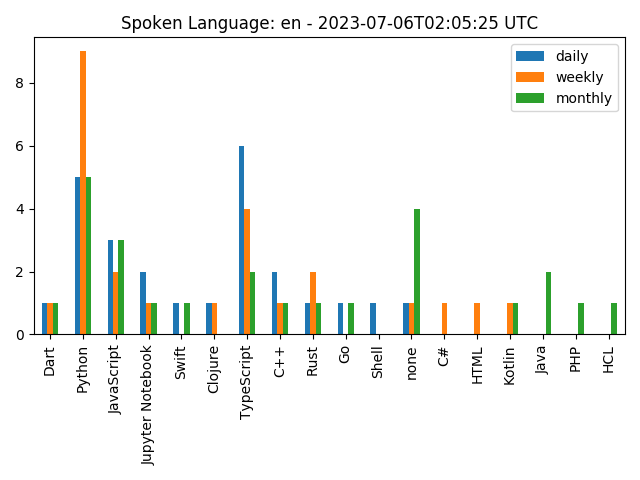 Spoken Language: en - 2023-07-06T02:05:25 UTC
daily
weekly
monthly
8
6
4
2
0
Dart
Python
JavaScript
Jupyter Notebook
Swift
Clojure
TypeScript
C++
Rust
Go
Shell
none
C#
HTML
Kotlin
Java
PHP
HCL